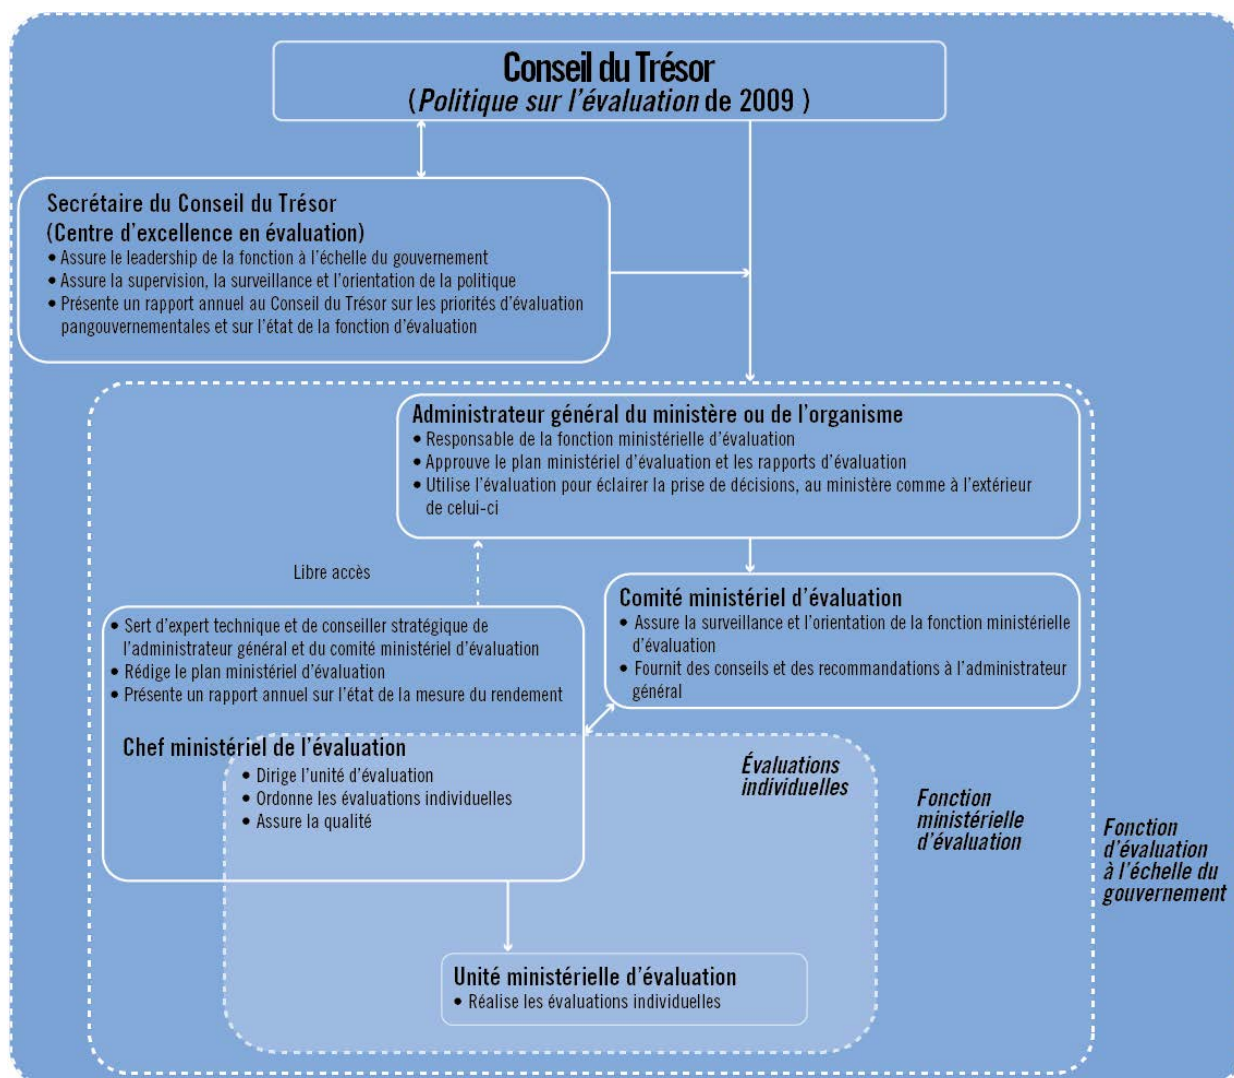 Conseil du Trésor
(Politique sur l'évaluation de 2009 )
Secrétaire du Conseil du Trésor
(Centre d'excellence en évaluation)
• Assure le leadership de la fonction à l'échelle du gouvernement
• Assure la supervision, la surveillance et l'orientation de la politique
• Présente un rapport annuel au Conseil du Trésor sur les priorités d'évaluation
pangouvernementales et sur l'état de la fonction d'évaluation
Administrateur général du ministère ou de l'organisme
• Responsable de la fonction ministérielle d'évaluation
• Approuve le plan ministériel d'évaluation et les rapports d'évaluation
• Utilise l'évaluation pour éclairer la prise de décisions, au ministère comme à l'extérieur
de celui-ci
Libre accès
Comité ministériel d'évaluation
• Assure la surveillance et l'orientation de la fonction ministérielle
d'évaluation
• Fournit des conseils et des recommandations à l'administrateur
général
• Sert d'expert technique et de conseiller stratégique de
l'administrateur général et du comité ministériel d'évaluation
• Rédige le plan ministériel d'évaluation
• Présente un rapport annuel sur l'état de la mesure du rendement
Chef ministériel de l'évaluation
• Dirige l'unité d'évaluation
• Ordonne les évaluations individuelles
• Assure la qualité
Évaluations
individuelles
Fonction
ministérielle
d'évaluation
Fonction
d'évaluation
à l'échelle du
gouvernement
Unité ministérielle d'évaluation
• Réalise les évaluations individuelles